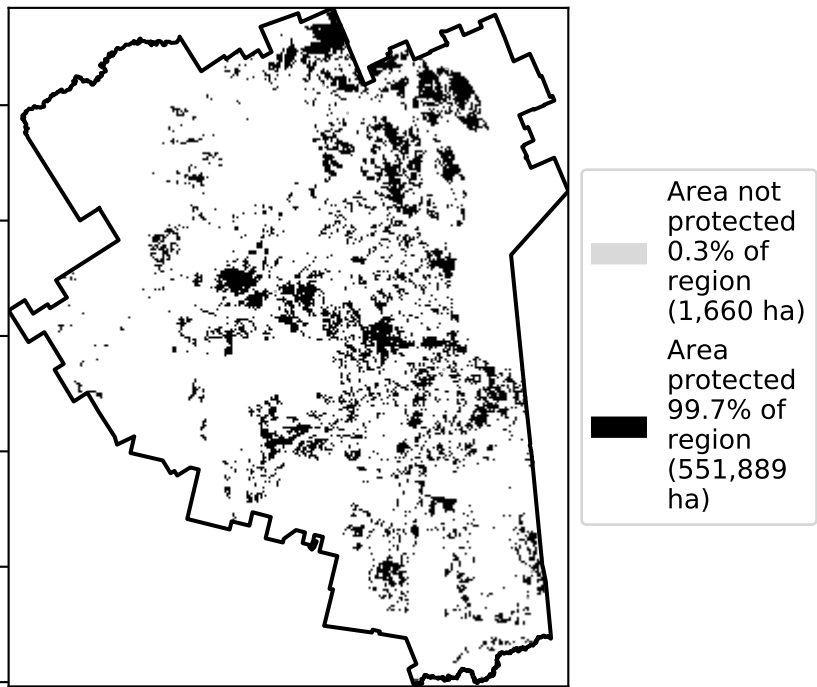 Area not
protected
0.3% of
region
(1,660 ha)
Area
protected
99.7% of
region
(551,889
ha)